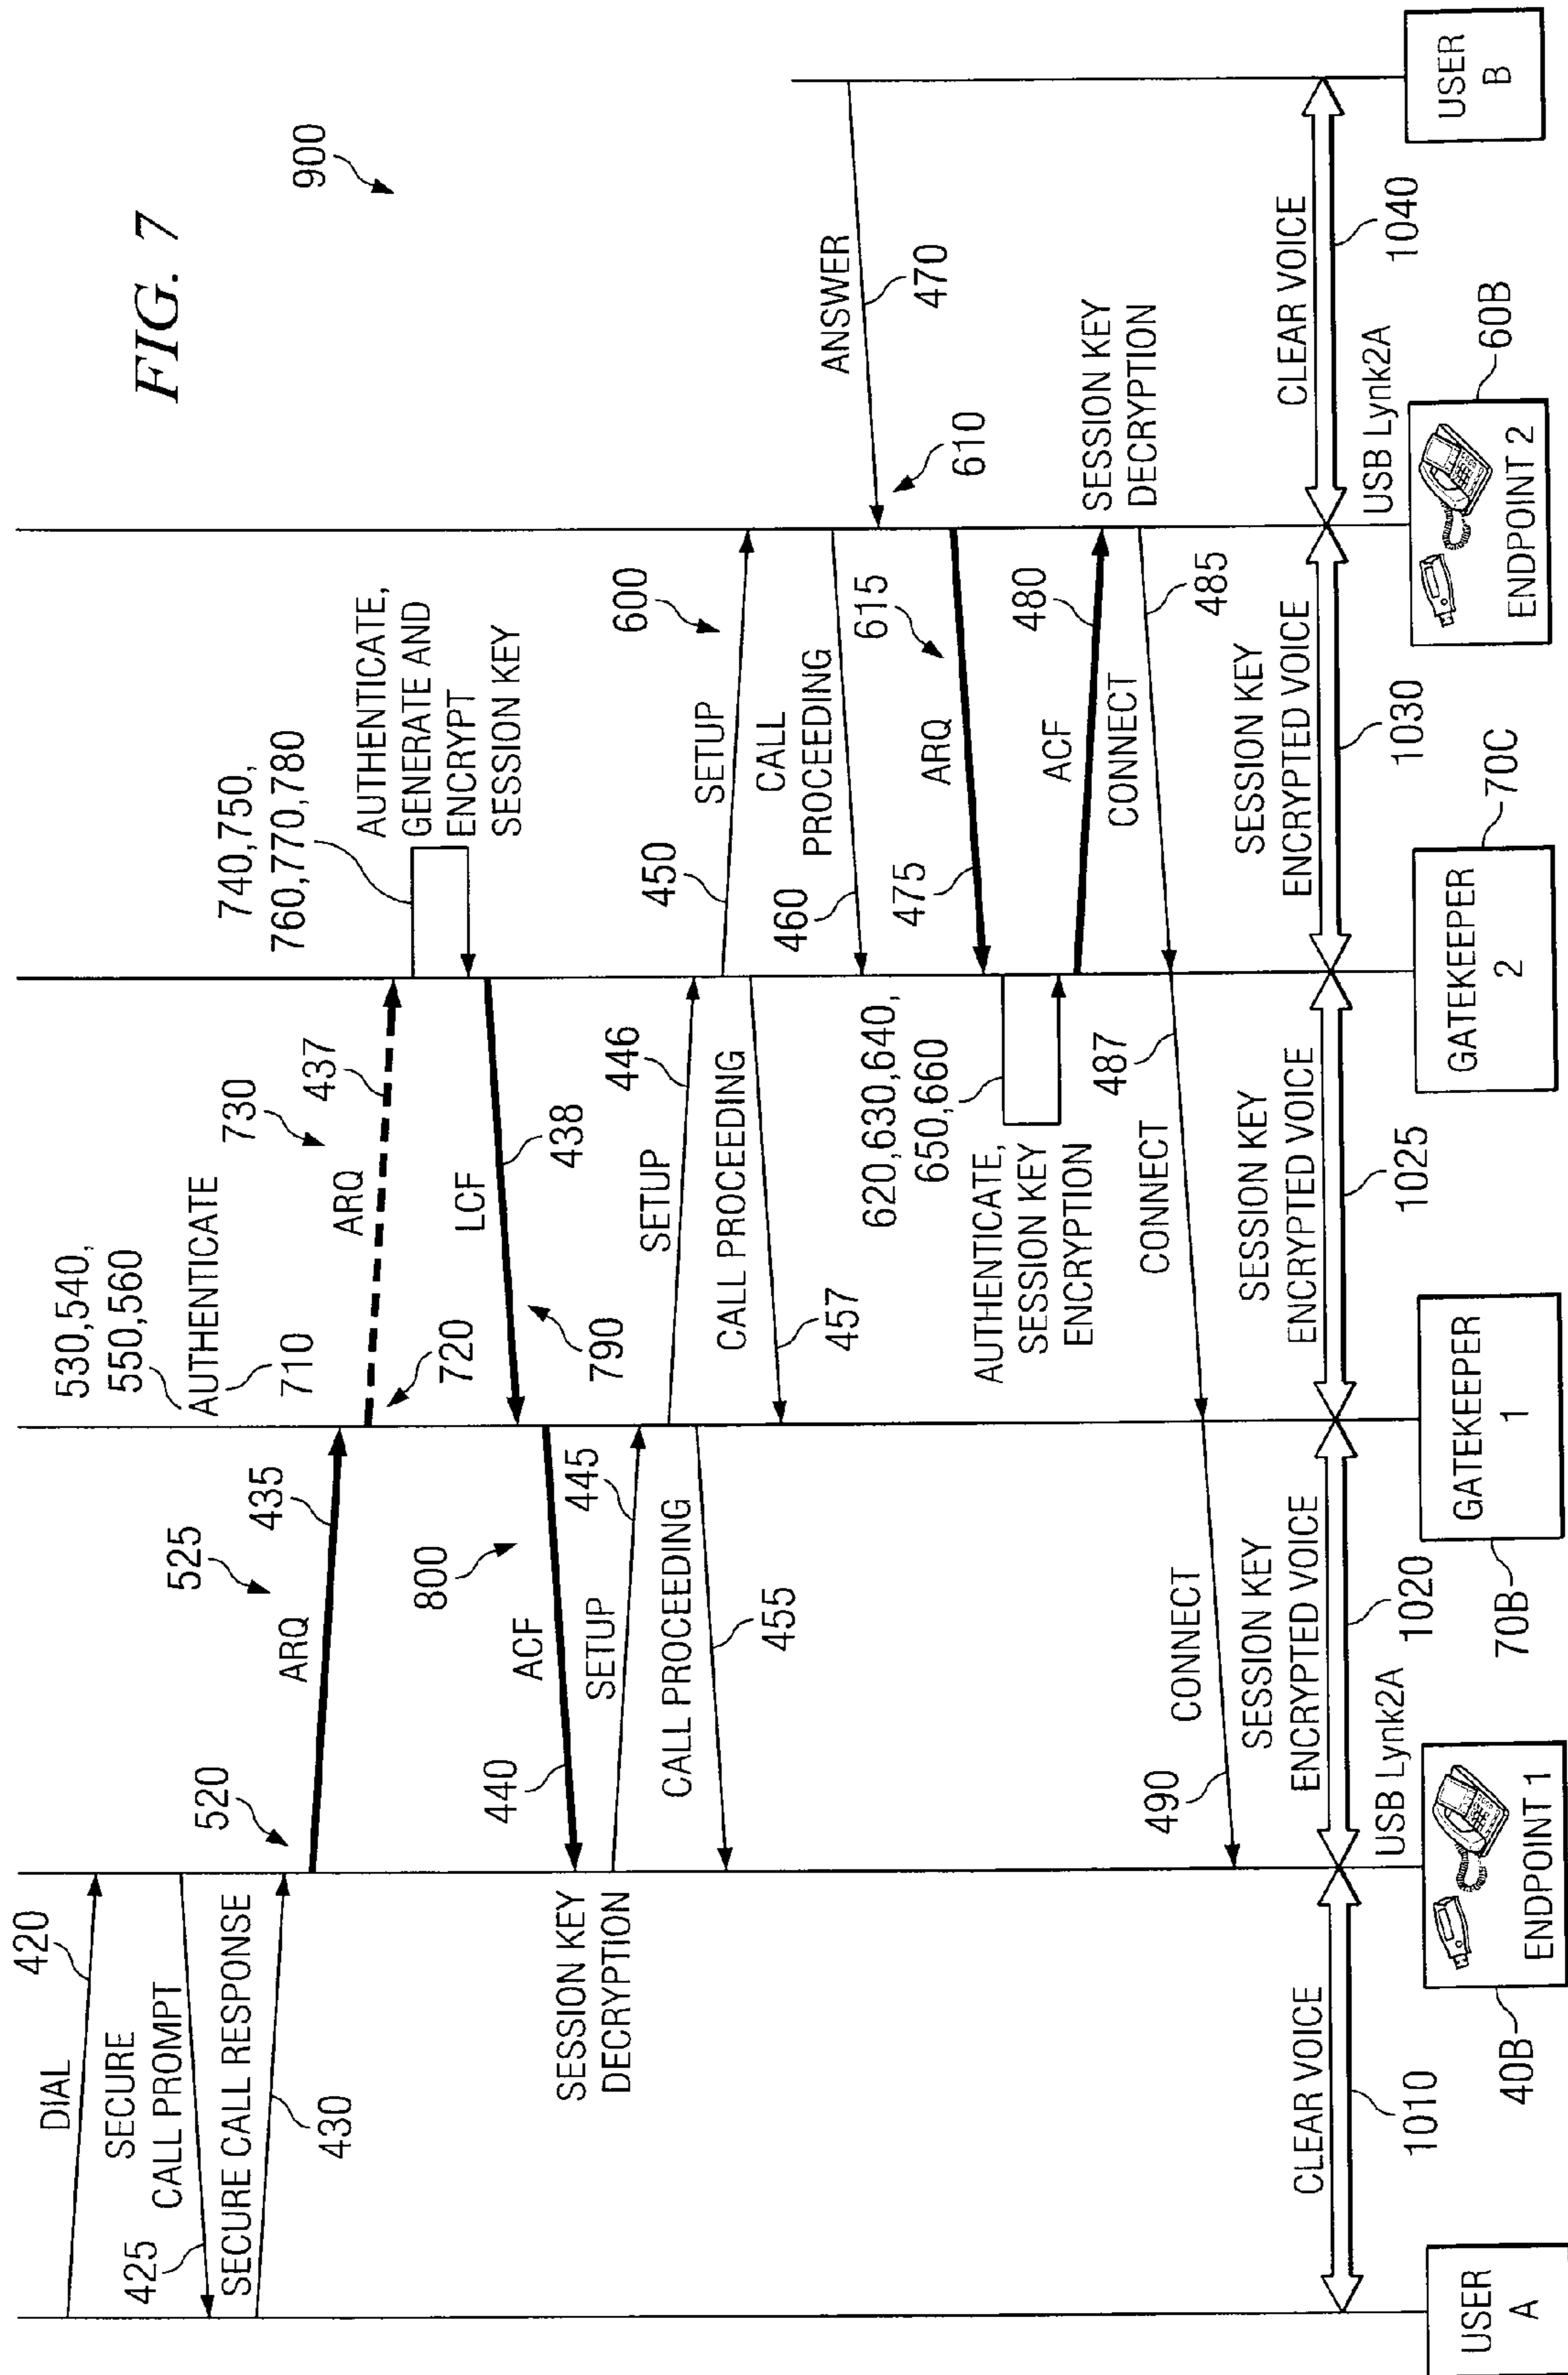 FIG. 7
900
DIAL
420
SECURE
CALL PROMPT
425
SECURE CALL RESPONSE
430
520
ARQ
525
435
530,540,
550,560
AUTHENTICATE
710
720
ARQ
730
437
740,750,
760,770,780
AUTHENTICATE,
GENERATE AND
ENCRYPT
SESSION KEY
LCF
438
790
800
ACF
440
SESSION KEY
DECRYPTION
SETUP
445
SETUP
446
SETUP
450
600
CALL PROCEEDING
455
CALL PROCEEDING
457
CALL
PROCEEDING
460
ANSWER
470
610
ARQ
615
475
620,630,640,
650,660
AUTHENTICATE,
SESSION KEY
ENCRYPTION
ACF
480
SESSION KEY
DECRYPTION
CONNECT
485
CONNECT
487
CONNECT
490
CLEAR VOICE
1010
SESSION KEY
ENCRYPTED VOICE
1020
SESSION KEY
ENCRYPTED VOICE
1025
SESSION KEY
ENCRYPTED VOICE
1030
CLEAR VOICE
1040
USER
A
USB Lynk2A
ENDPOINT 1
40B
GATEKEEPER
1
70B
GATEKEEPER
2
70C
USB Lynk2A
ENDPOINT 2
60B
USER
B